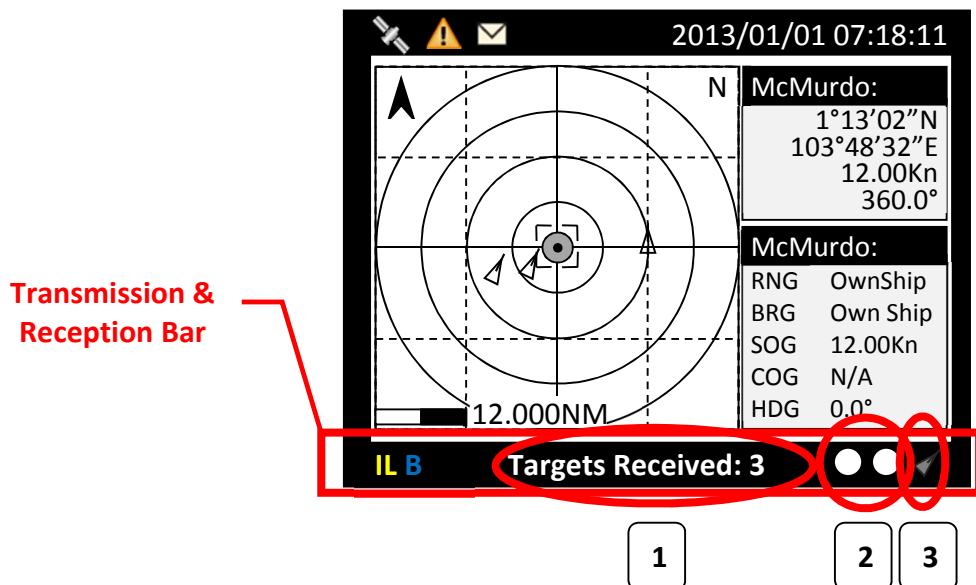 2013/01/01 07:18:11
N
12.000NM
McMurdo:
1°13’02”N
103°48’32”E
12.00Kn
360.0°
McMurdo:
RNG OwnShip
BRG Own Ship
SOG 12.00Kn
COG N/A
HDG 0.0°
Transmission &
Reception Bar
IL B Targets Received: 3
1 2 3